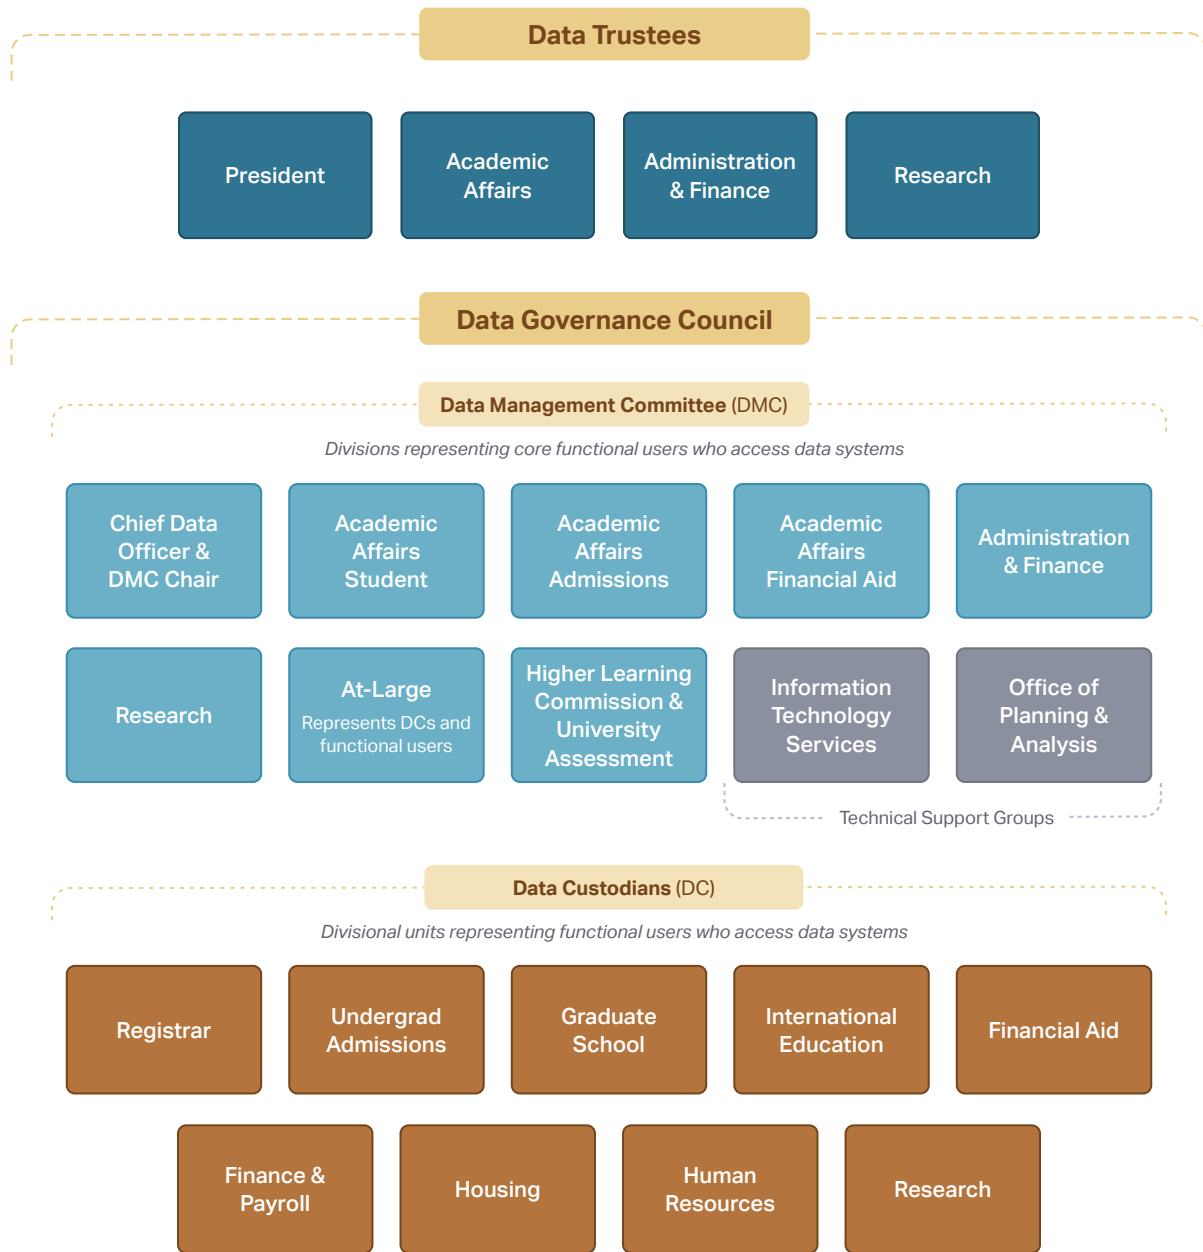 Data Trustees
President
Academic
Affairs
Administration
& Finance
Research
Data Governance Council
Data Management Committee (DMC)
Divisions representing core functional users who access data systems
Chief Data
Officer &
DMC Chair
Academic
Affairs
Student
Academic
Affairs
Admissions
Academic
Affairs
Financial Aid
Administration
& Finance
Research
At-Large
Represents DCs and
functional users
Higher Learning
Commission &
University
Assessment
Information
Technology
Services
Office of
Planning &
Analysis
Technical Support Groups
Data Custodians (DC)
Divisional units representing functional users who access data systems
Registrar
Undergrad
Admissions
Graduate
School
International
Education
Financial Aid
Finance &
Payroll
Housing
Human
Resources
Research